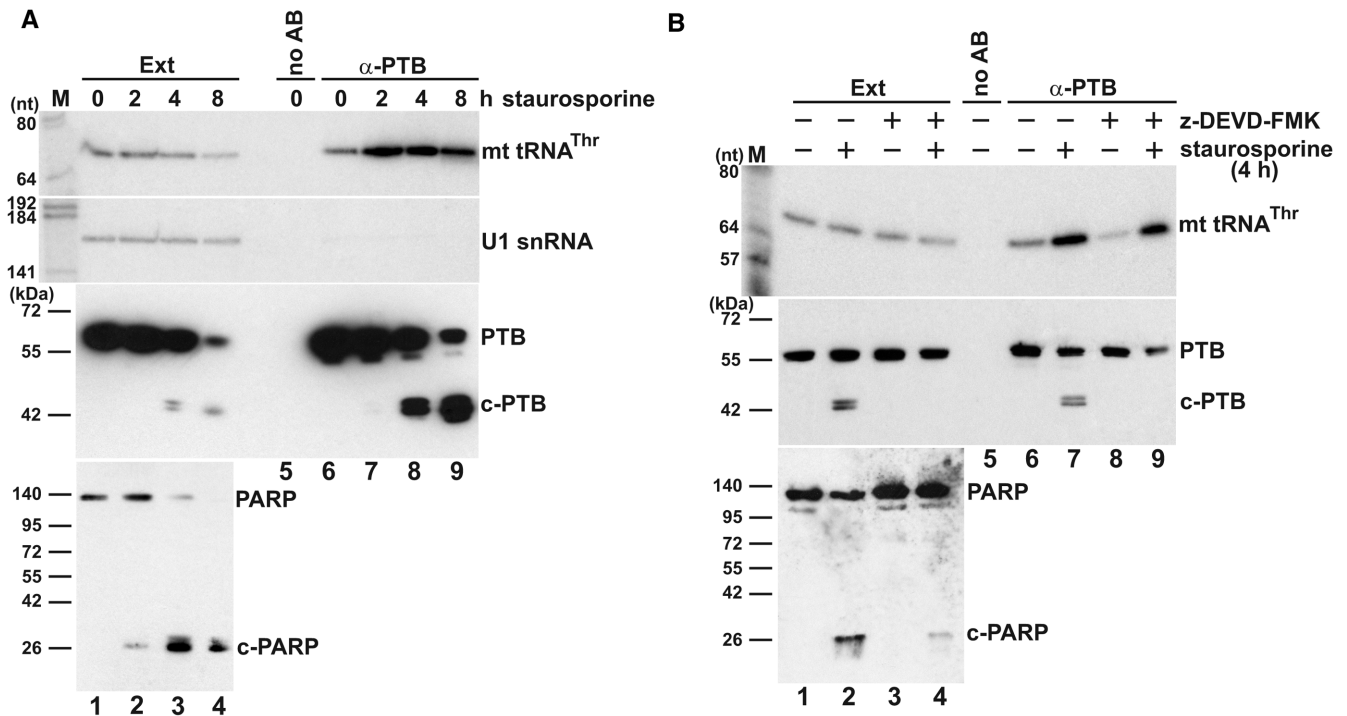 A
Ext
no AB
α-PTB
(nt) M 0 2 4 8 0 0 2 4 8 h staurosporine
80
mt tRNAThr
64
192
184
U1 snRNA
141
(kDa)
72
PTB
55
c-PTB
42
5 6 7 8 9
140
PARP
95
72
55
42
26
c-PARP
1 2 3 4
B
Ext
no AB
α-PTB
– – + + – – – + + z-DEVD-FMK
(nt) M – + – + – – + – + staurosporine
(4 h)
80
mt tRNAThr
64
57
(kDa)
72
PTB
55
c-PTB
42
5 6 7 8 9
140
PARP
95
72
55
42
26
c-PARP
1 2 3 4